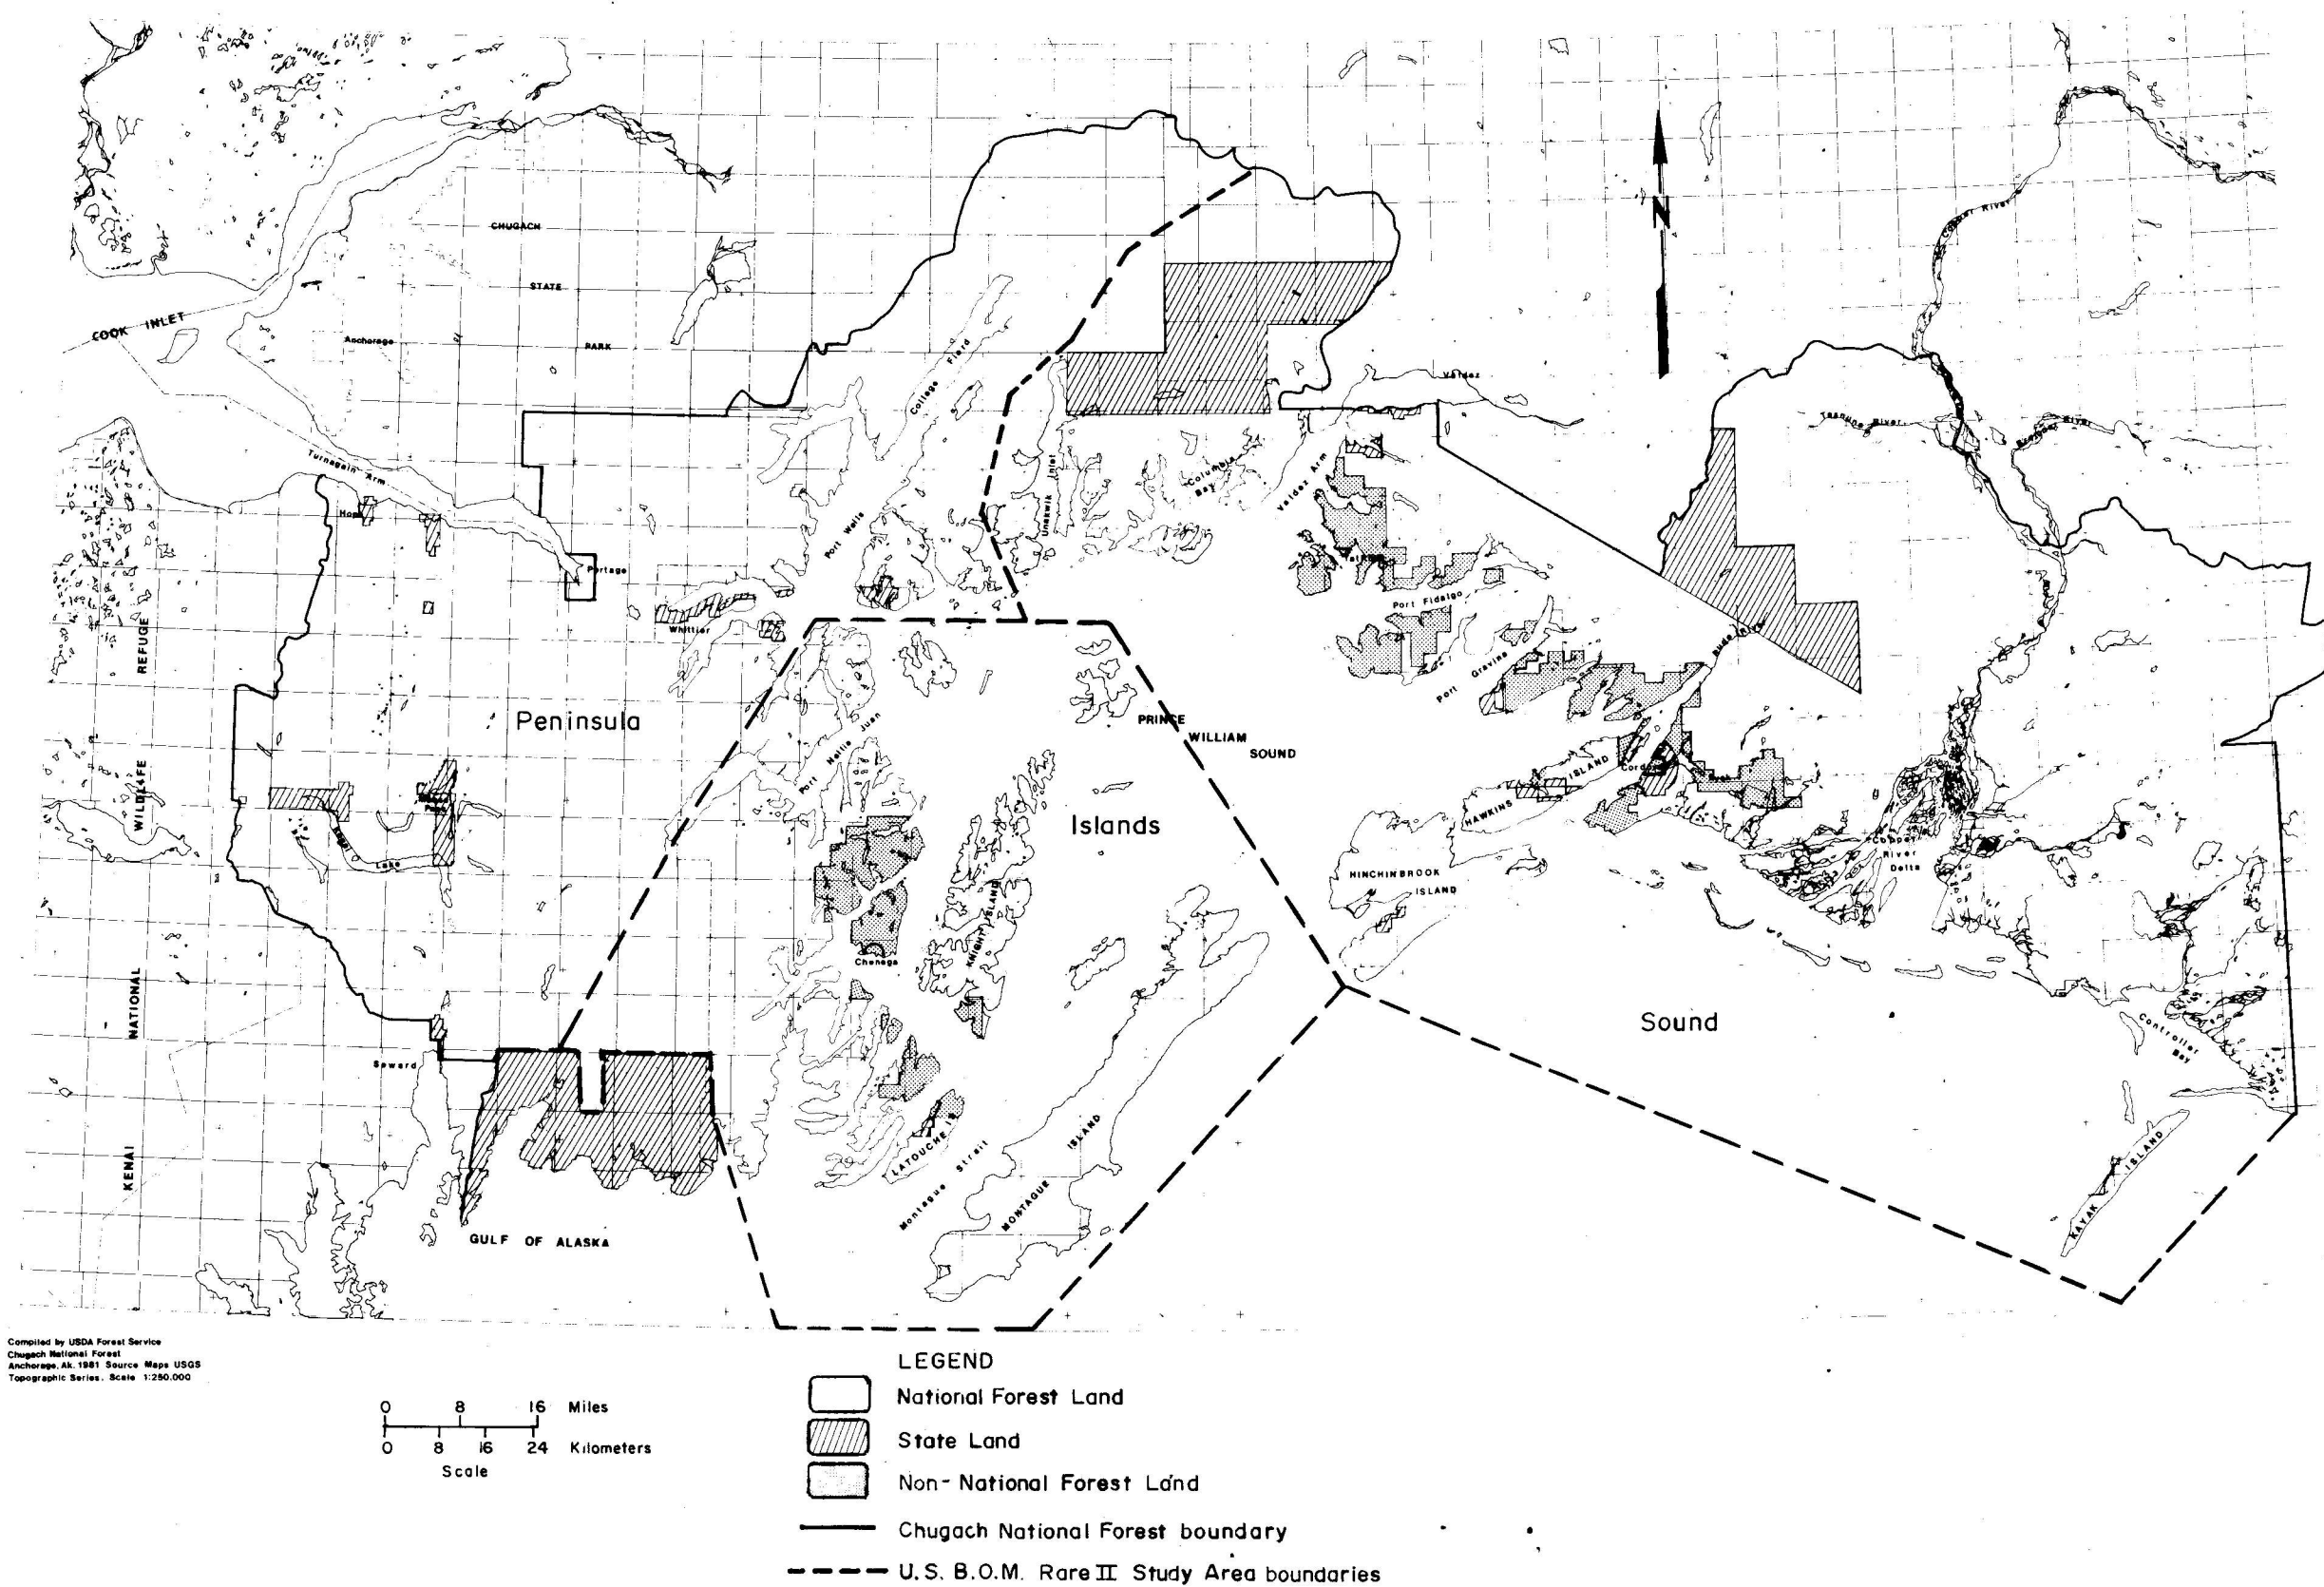 CHUGACH
STATE
PARK
COOK INLET
Anchorage
College Fiord
Copper River
Valdez
Tasnuna River
Bremner River
Turnagain Arm
Hope
Portage
Whittier
Port Wells
Unakwik Inlet
Columbia
Bay
Valdez Arm
Port Fidalgo
Port Gravina
Rude River
N
KENAI NATIONAL WILDLIFE REFUGE
Peninsula
Port Nellie Juan
PRINCE
WILLIAM
SOUND
Islands
Kenai Lake
Chenega
KNIGHT ISLAND
HAWKINS ISLAND
HINCHINBROOK
ISLAND
Copper
River
Delta
Sound
Controller
Bay
Seward
LATOUCHE IS
Montague Strait
MONTAGUE ISLAND
KAYAK ISLAND
GULF OF ALASKA
Compiled by USDA Forest Service
Chugach National Forest
Anchorage, Ak. 1981 Source Maps USGS
Topographic Series. Scale 1:250,000
0 8 16 Miles
0 8 16 24 Kilometers
Scale
LEGEND
National Forest Land
State Land
Non-National Forest Land
Chugach National Forest boundary
U.S. B.O.M. Rare II Study Area boundaries